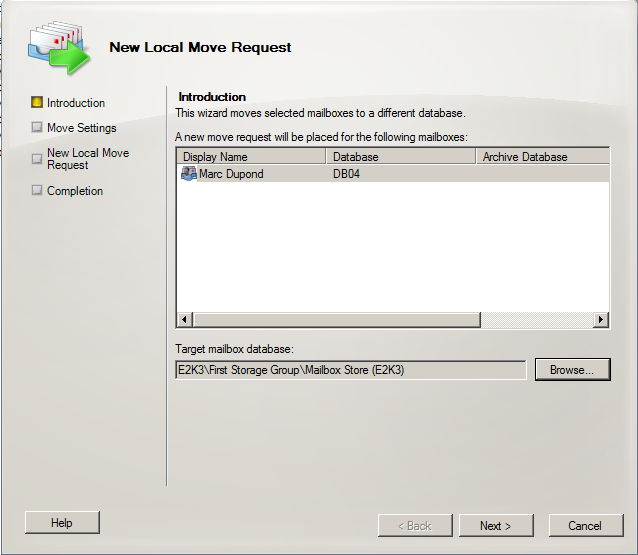 New Local Move Request
Introduction
Move Settings
New Local Move
Request
Completion
Introduction
This wizard moves selected mailboxes to a different database.
A new move request will be placed for the following mailboxes:
Display Name Database Archive Database
Marc Dupond DB04
Target mailbox database:
E2K3\First Storage Group\Mailbox Store (E2K3) Browse...
Help < Back Next > Cancel